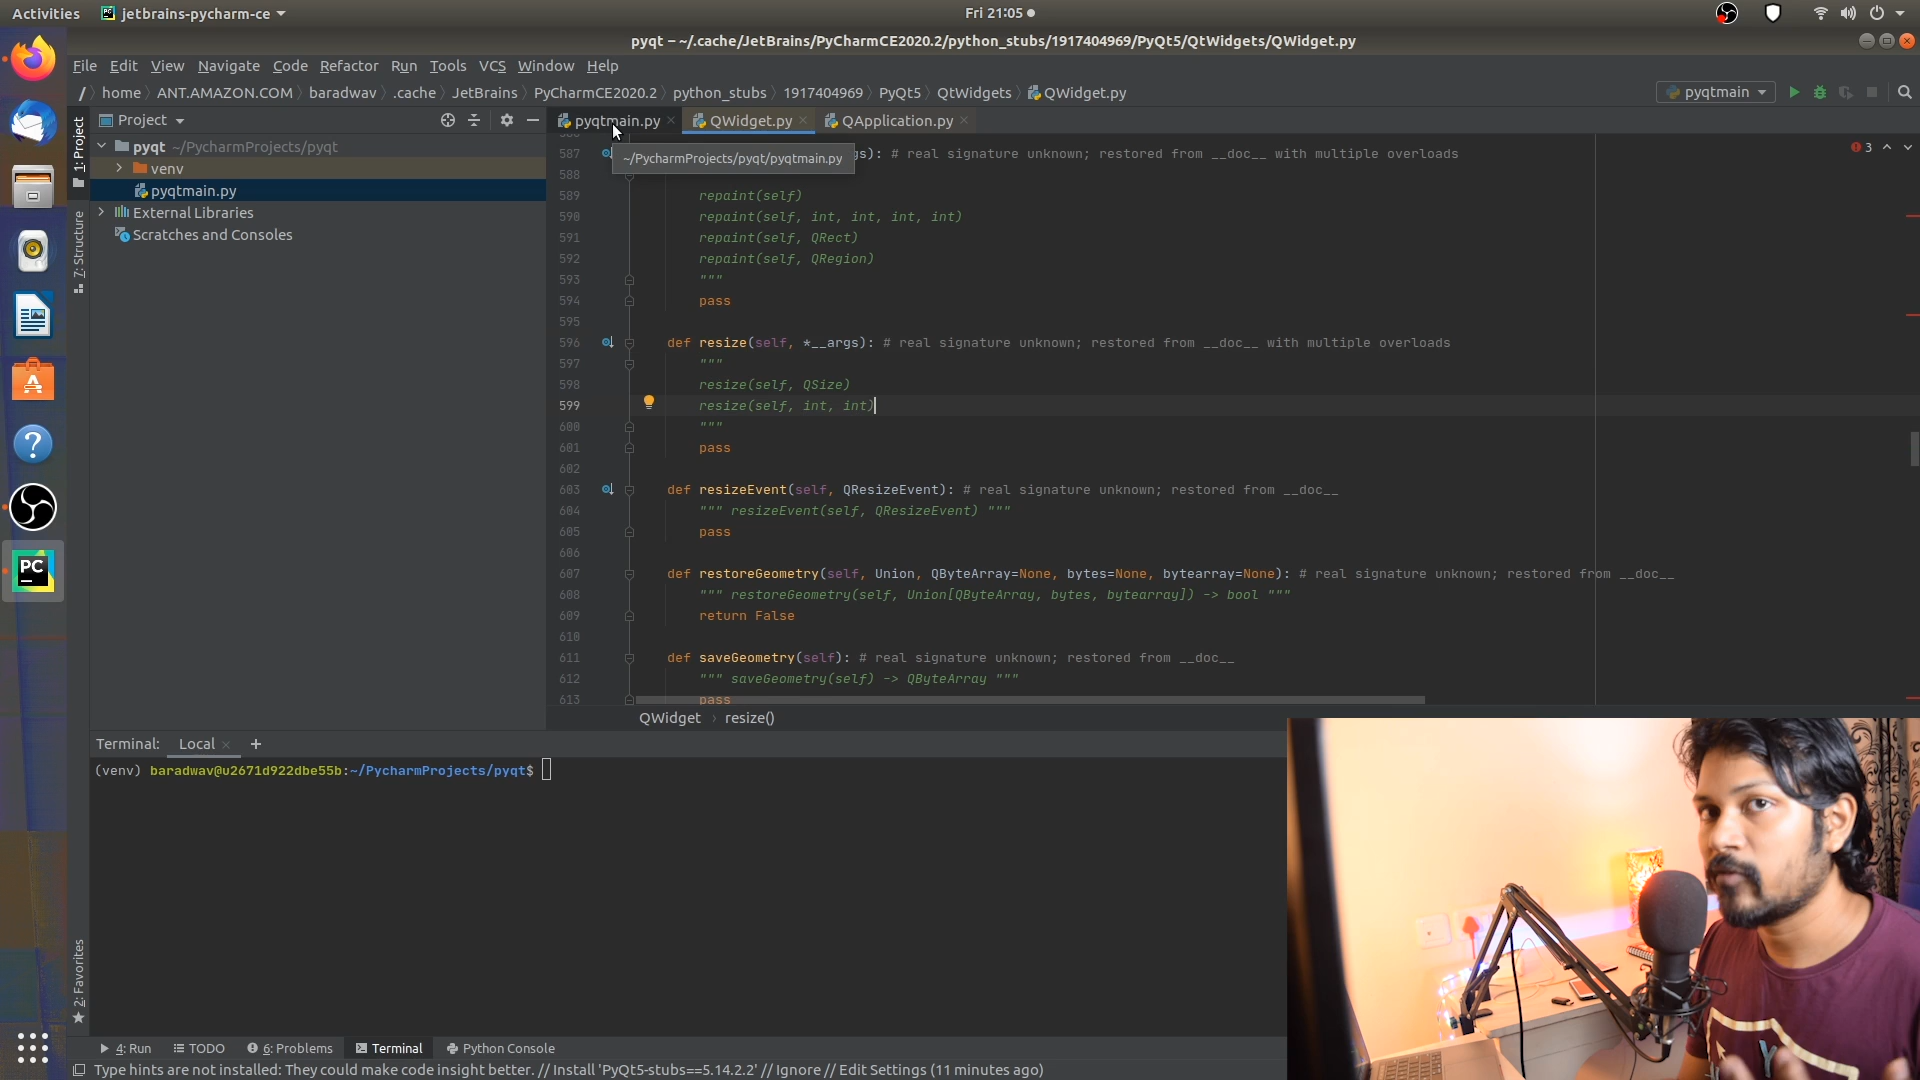 Activities
jetbrains-pycharm-ce
Fri 21:05
pyqt – ~/.cache/JetBrains/PyCharmCE2020.2/python_stubs/1917404969/PyQt5/QtWidgets/QWidget.py
File Edit View Navigate Code Refactor Run Tools VCS Window Help
/ home ANT.AMAZON.COM baradwav .cache JetBrains PyCharmCE2020.2 python_stubs 1917404969 PyQt5 QtWidgets QWidget.py
pyqtmain
1: Project
Project
pyqtmain.py
QWidget.py
QApplication.py
~/PycharmProjects/pyqt/pyqtmain.py
pyqt ~/PycharmProjects/pyqt
venv
pyqtmain.py
External Libraries
Scratches and Consoles
7: Structure
3
587 gs): # real signature unknown; restored from __doc__ with multiple overloads
588
589 repaint(self)
590 repaint(self, int, int, int, int)
591 repaint(self, QRect)
592 repaint(self, QRegion)
593 """
594 pass
595
596 def resize(self, *__args): # real signature unknown; restored from __doc__ with multiple overloads
597 """
598 resize(self, QSize)
599 resize(self, int, int)
600 """
601 pass
602
603 def resizeEvent(self, QResizeEvent): # real signature unknown; restored from __doc__
604 """ resizeEvent(self, QResizeEvent) """
605 pass
606
607 def restoreGeometry(self, Union, QByteArray=None, bytes=None, bytearray=None): # real signature unknown; restored from __doc__
608 """ restoreGeometry(self, Union[QByteArray, bytes, bytearray]) -> bool """
609 return False
610
611 def saveGeometry(self): # real signature unknown; restored from __doc__
612 """ saveGeometry(self) -> QByteArray """
613 pass
QWidget resize()
Terminal: Local +
(venv) baradwav@u2671d922dbe55b:~/PycharmProjects/pyqt$
2: Favorites
PC
4: Run
TODO
6: Problems
Terminal
Python Console
Type hints are not installed: They could make code insight better. // Install 'PyQt5-stubs==5.14.2.2' // Ignore // Edit Settings (11 minutes ago)